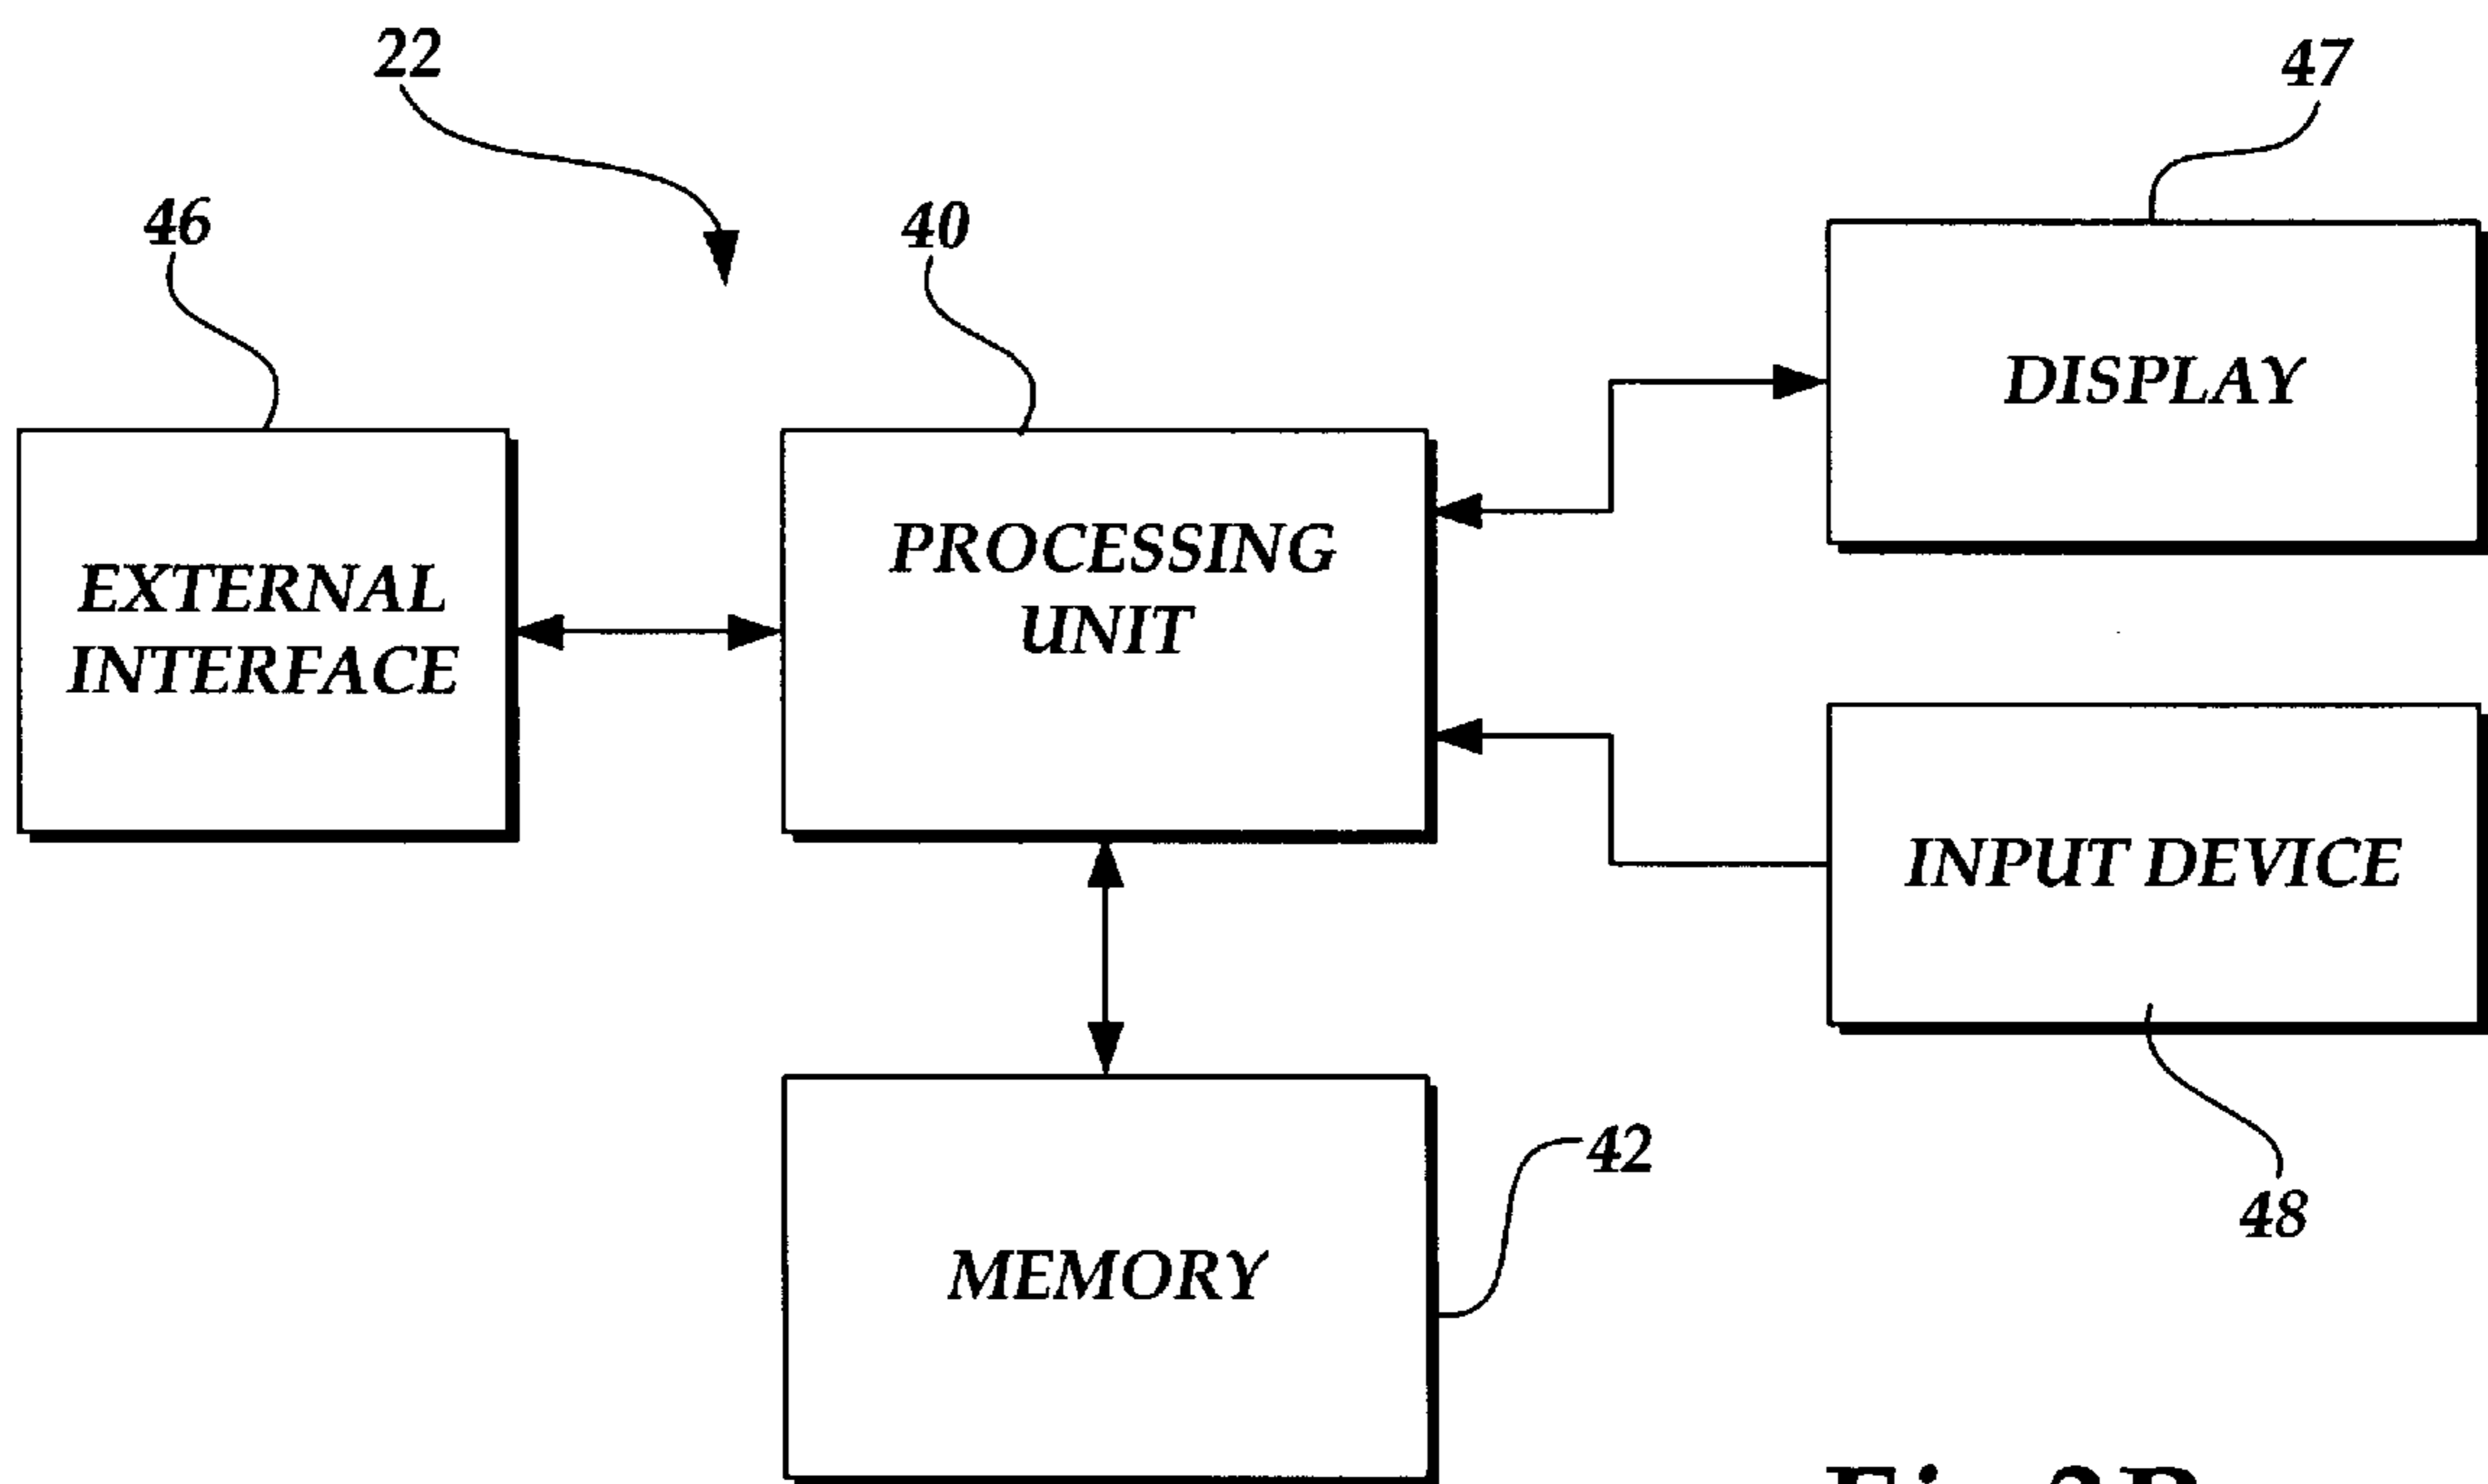 22
47
46
40
DISPLAY
PROCESSING
UNIT
EXTERNAL
INTERFACE
INPUT DEVICE
42
48
MEMORY